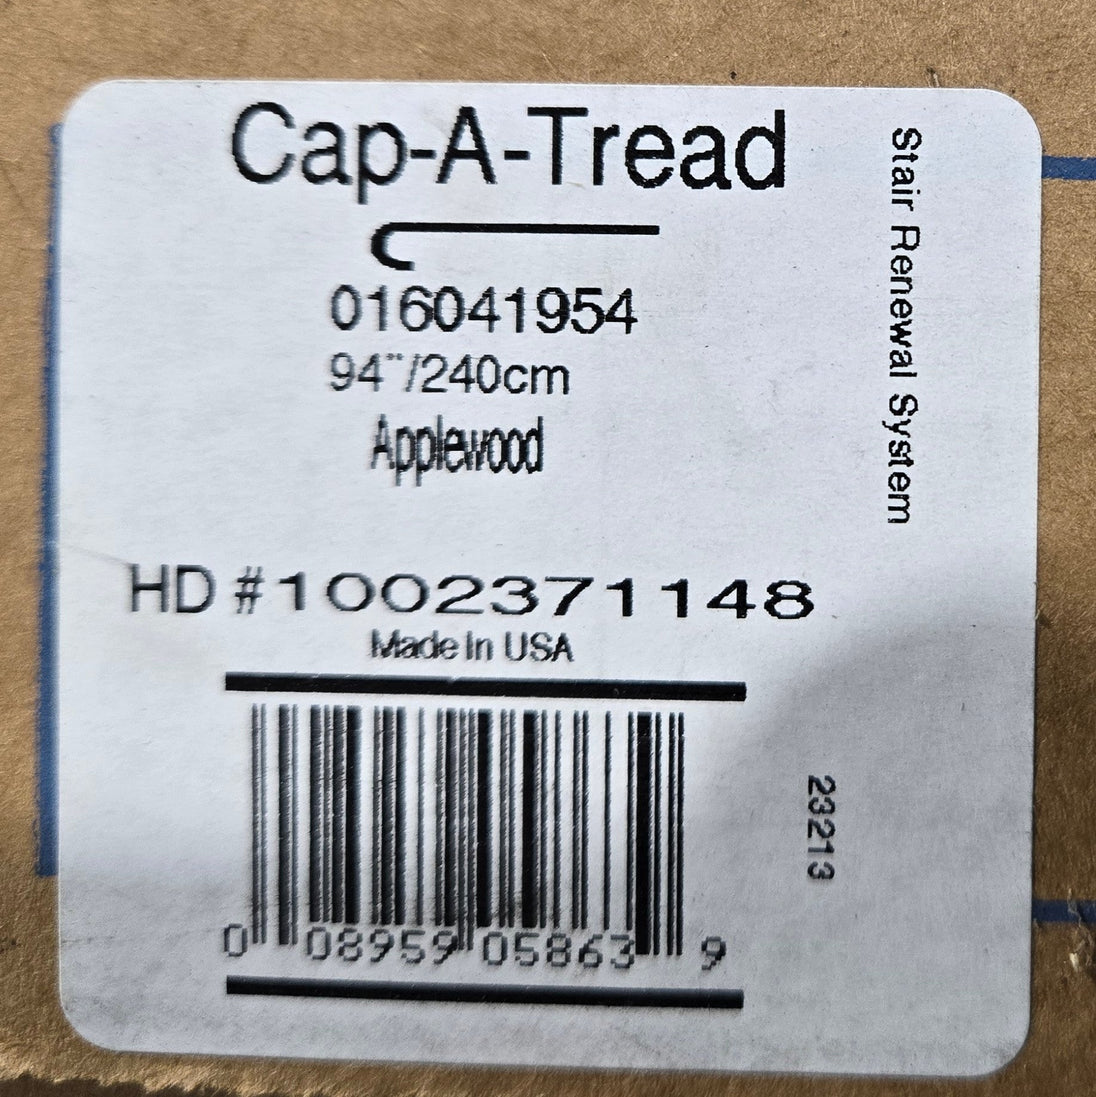 Cap-A-Tread
016041954
94"/240cm
Applewood
HD #1002371148
Made In USA
0 08959 05863 9
Stair Renewal System
23213